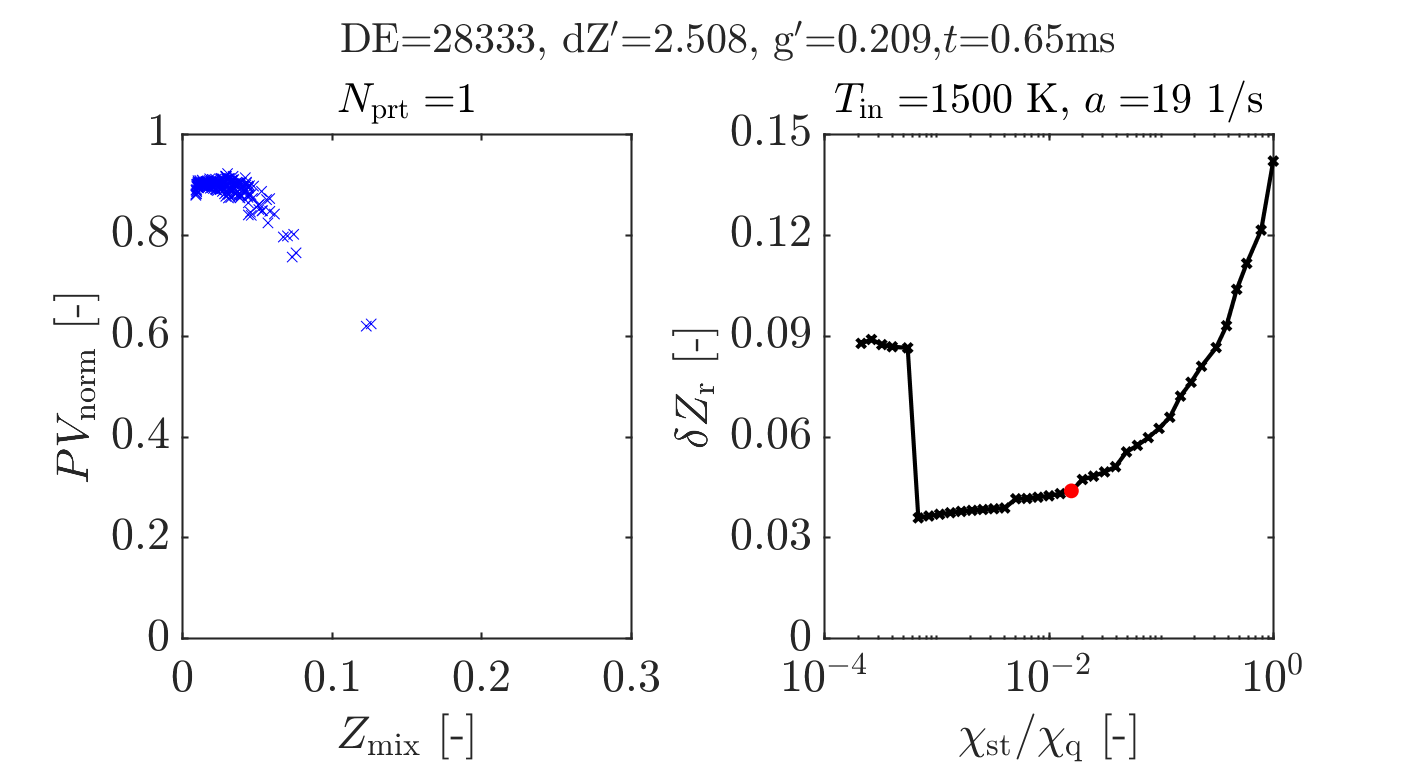 DE=28333, dZ′=2.508, g′=0.209,t=0.65ms
N_prt =1
1
0.8
0.6
0.4
0.2
0
0 0.1 0.2 0.3
PV_norm [-]
Z_mix [-]
T_in =1500 K, a =19 1/s
0.15
0.12
0.09
0.06
0.03
0
10⁻⁴ 10⁻² 10⁰
δZ_r [-]
χ_st/χ_q [-]